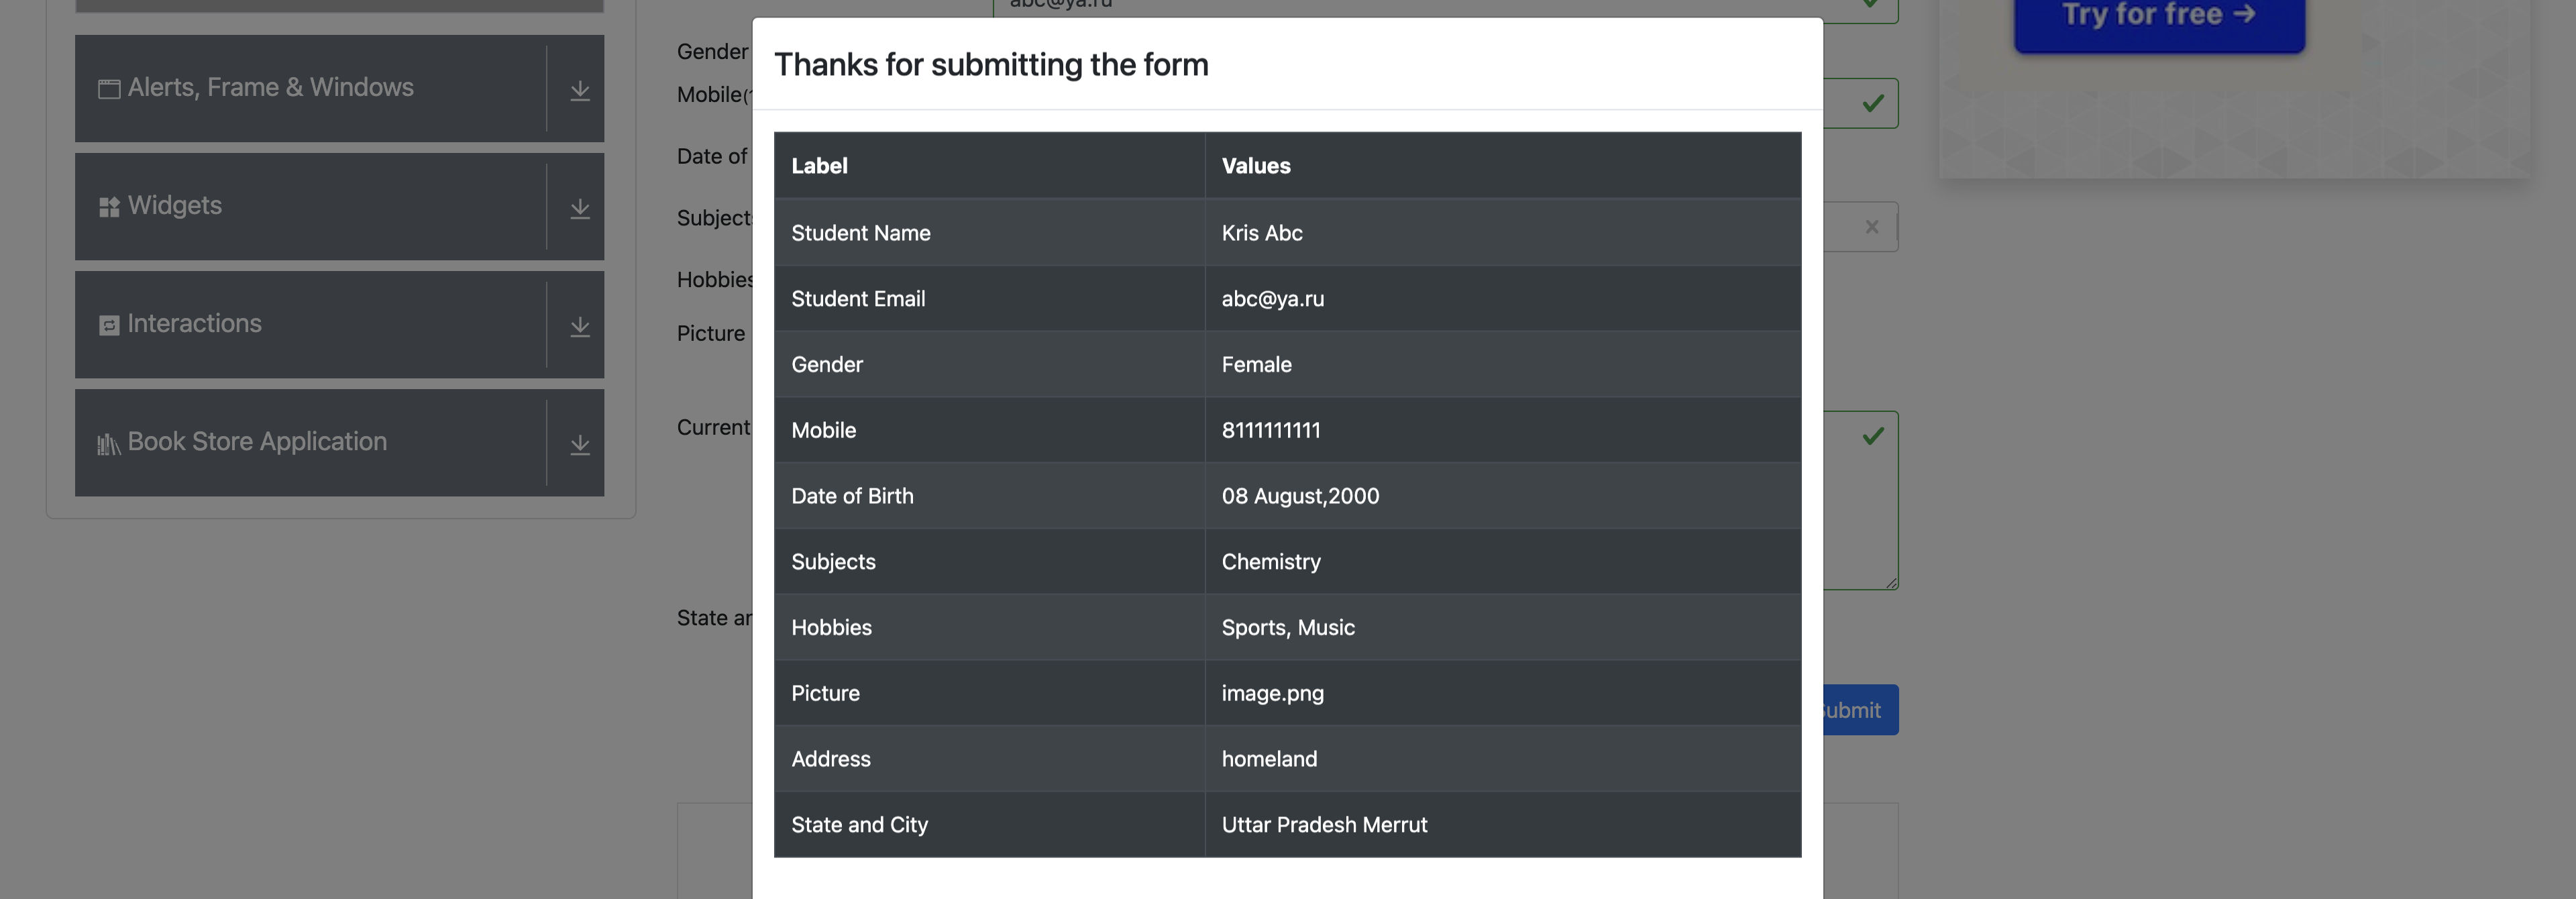 abc@ya.ru
Try for free →
Alerts, Frame & Windows
Widgets
Interactions
Book Store Application
Gender
Mobile
Date of
Subjects
Hobbies
Picture
Current
State
Submit
Thanks for submitting the form
Label Values
Student Name Kris Abc
Student Email abc@ya.ru
Gender Female
Mobile 8111111111
Date of Birth 08 August,2000
Subjects Chemistry
Hobbies Sports, Music
Picture image.png
Address homeland
State and City Uttar Pradesh Merrut